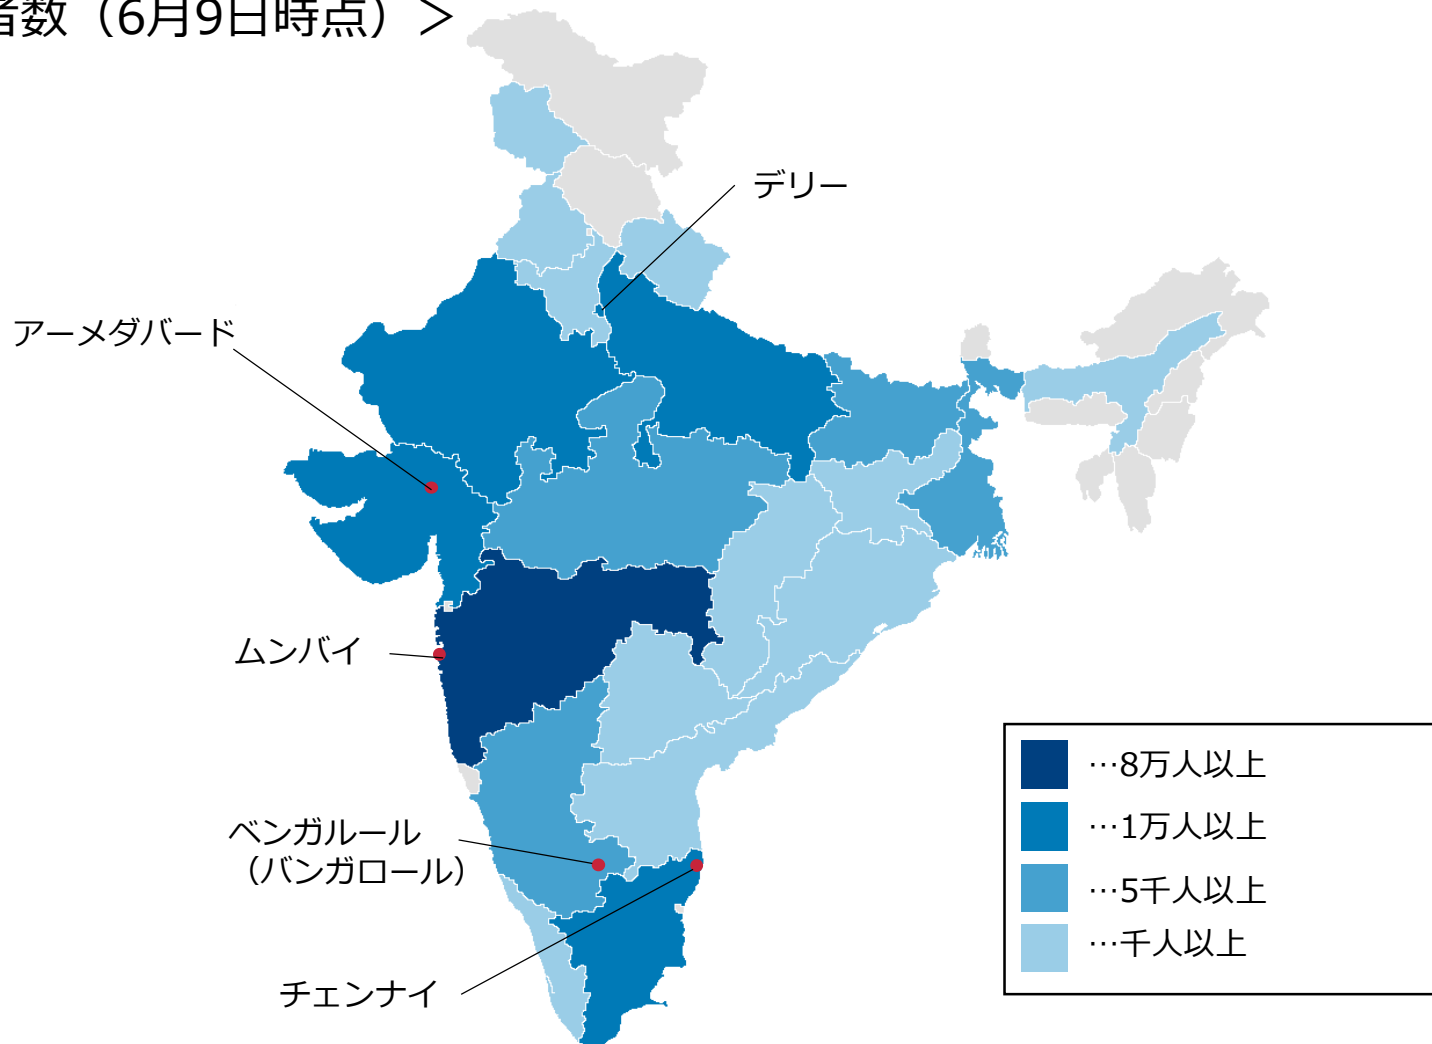 者数（6月9日時点）＞
デリー
アーメダバード
ムンバイ
ベンガルール
（バンガロール）
チェンナイ
…8万人以上
…1万人以上
…5千人以上
…千人以上